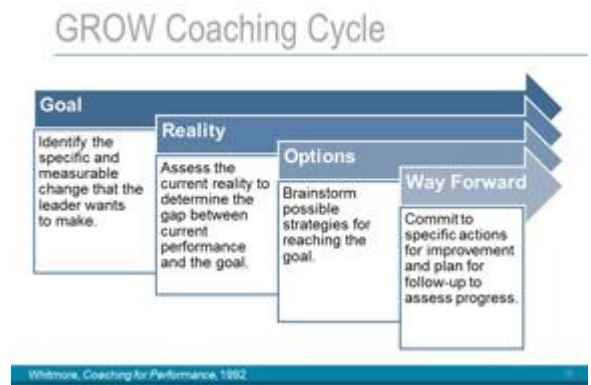 GROW Coaching Cycle
Goal
Identify the
specific and
measurable
change that the
leader wants
to make.
Reality
Assess the
current reality to
determine the
gap between
current
performance
and the goal.
Options
Brainstorm
possible
strategies for
reaching the
goal.
Way Forward
Commit to
specific actions
for improvement
and plan for
follow-up to
assess progress.
Whitmore, Coaching for Performance, 1992